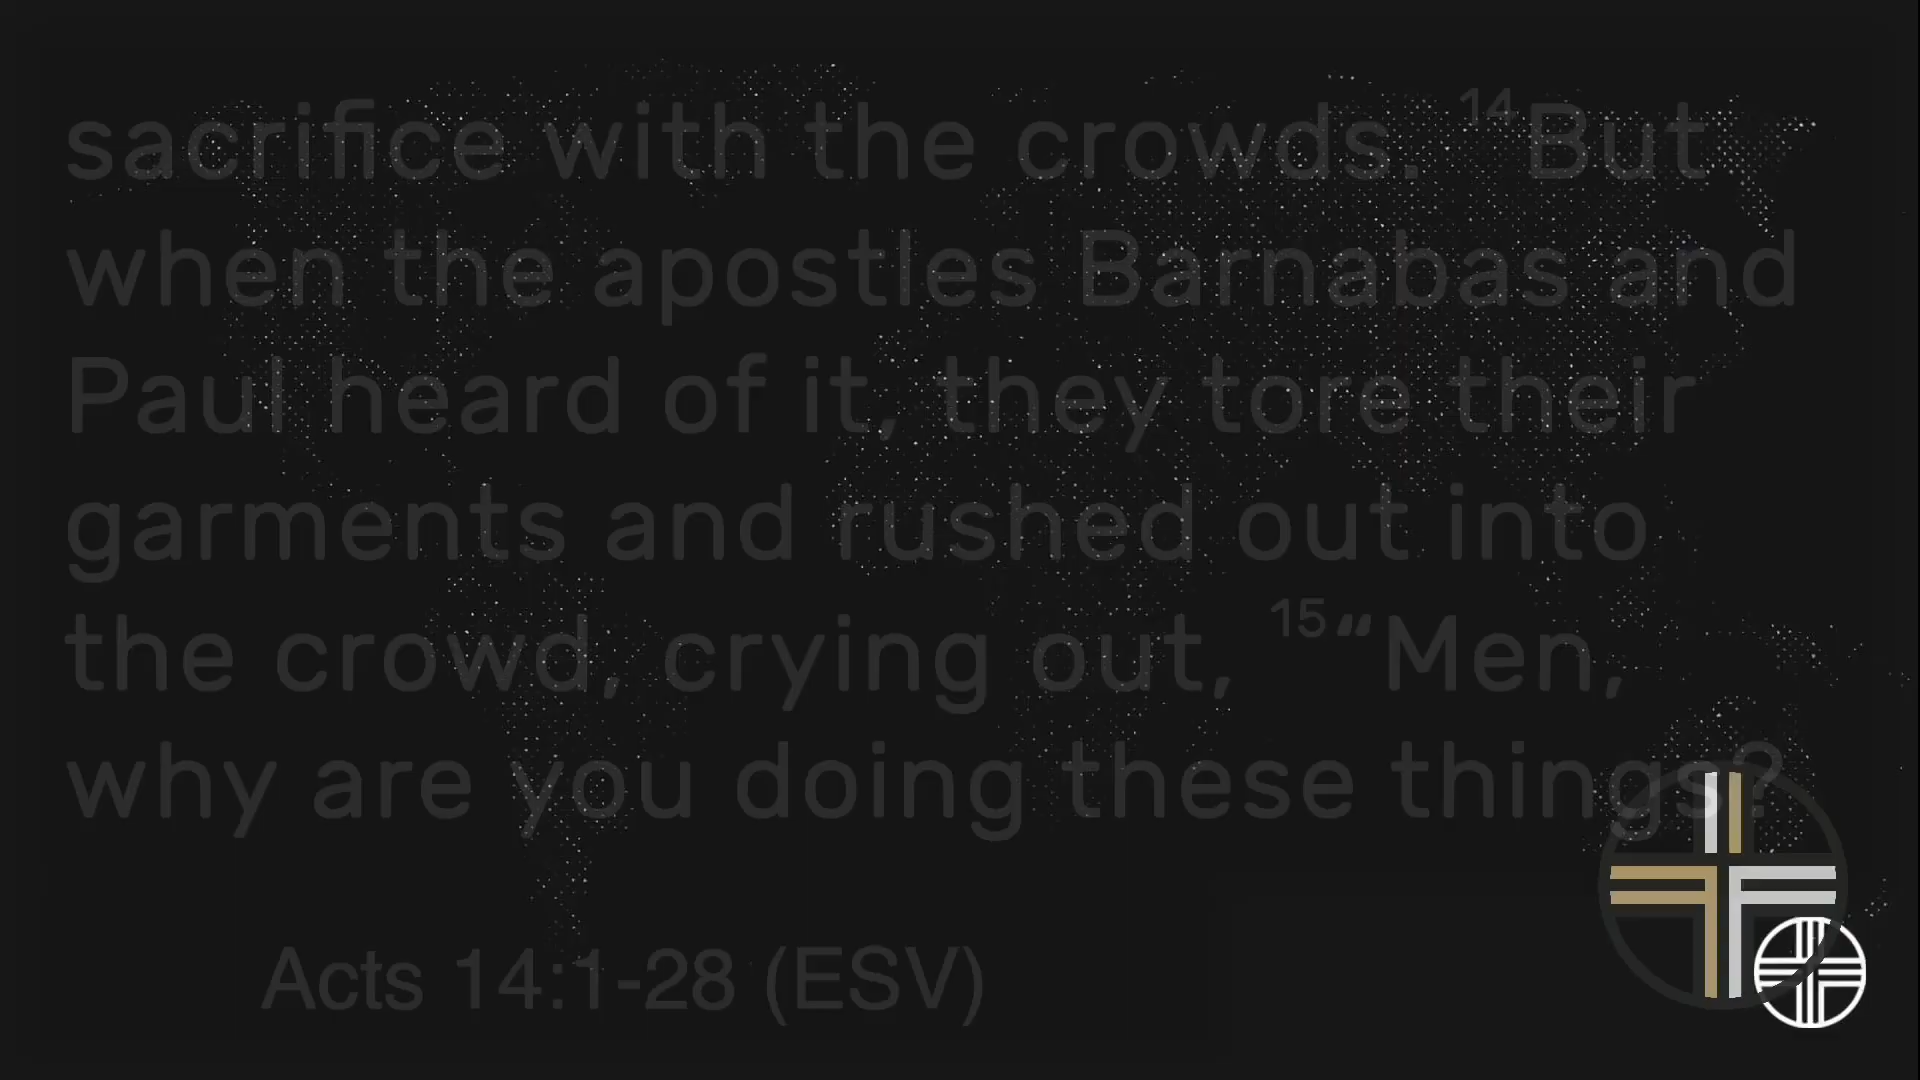 sacrifice with the crowds. 14 But
when the apostles Barnabas and
Paul heard of it, they tore their
garments and rushed out into
the crowd, crying out, 15 “Men,
why are you doing these things?
Acts 14:1-28 (ESV)